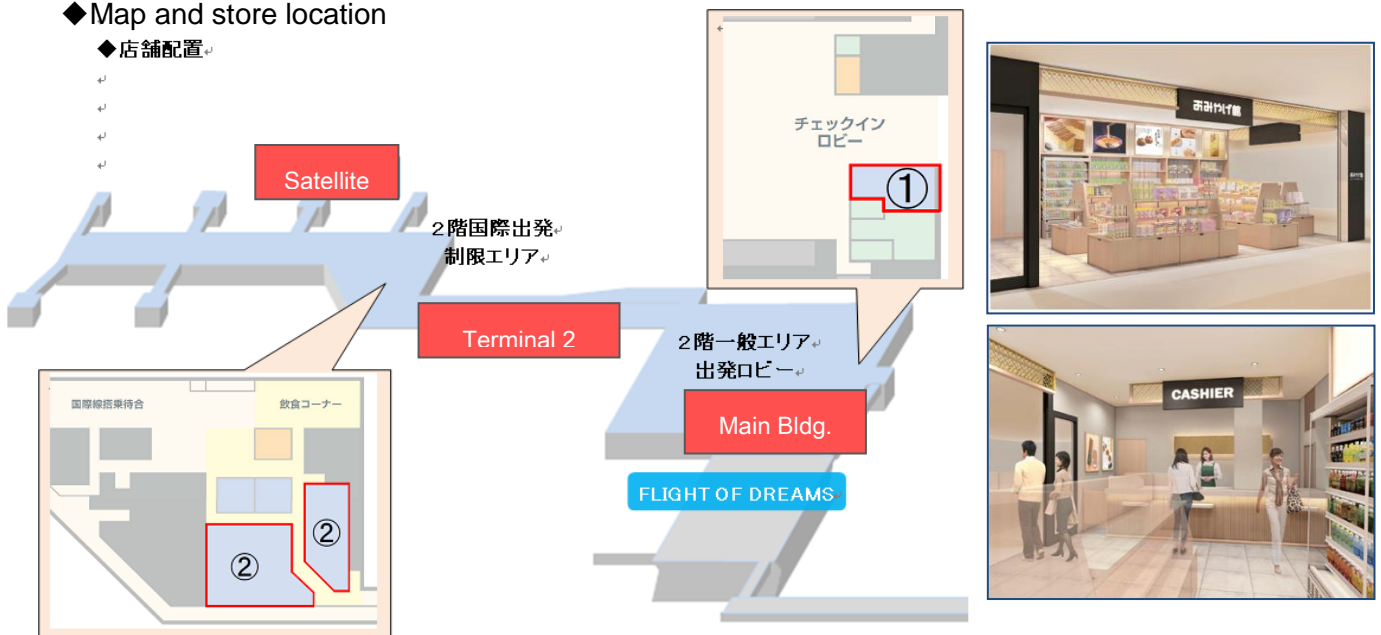 ◆Map and store location
◆店舗配置
チェックイン
ロビー
①
おみやげ館
Satellite
2階国際出発
制限エリア
Terminal 2
2階一般エリア
出発ロビー
Main Bldg.
FLIGHT OF DREAMS
国際線搭乗待合
飲食コーナー
②
②
CASHIER